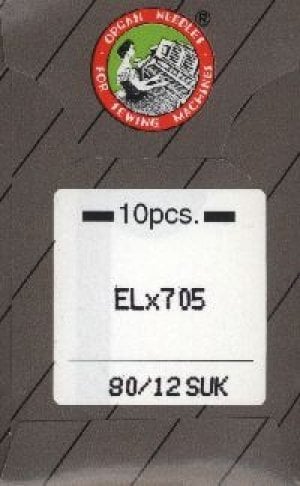 ORGAN NEEDLES ®
FOR SEWING MACHINES
10pcs.
ELx705
80/12 SUK